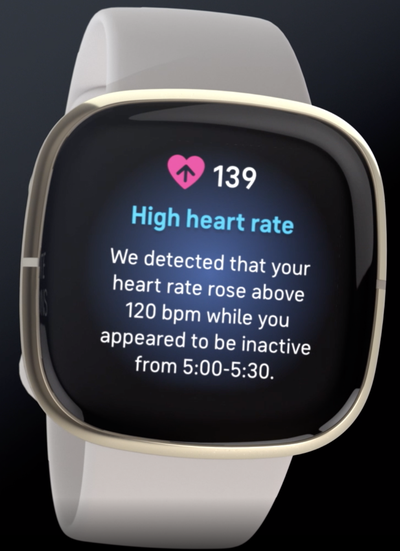 139
High heart rate
We detected that your
heart rate rose above
120 bpm while you
appeared to be inactive
from 5:00-5:30.